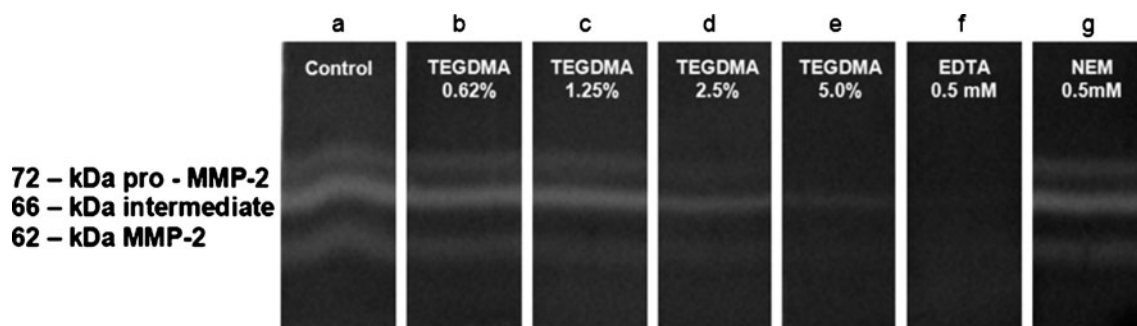 a b c d e f g
Control TEGDMA TEGDMA TEGDMA TEGDMA EDTA NEM
0.62% 1.25% 2.5% 5.0% 0.5 mM 0.5mM
72 – kDa pro - MMP-2
66 – kDa intermediate
62 – kDa MMP-2